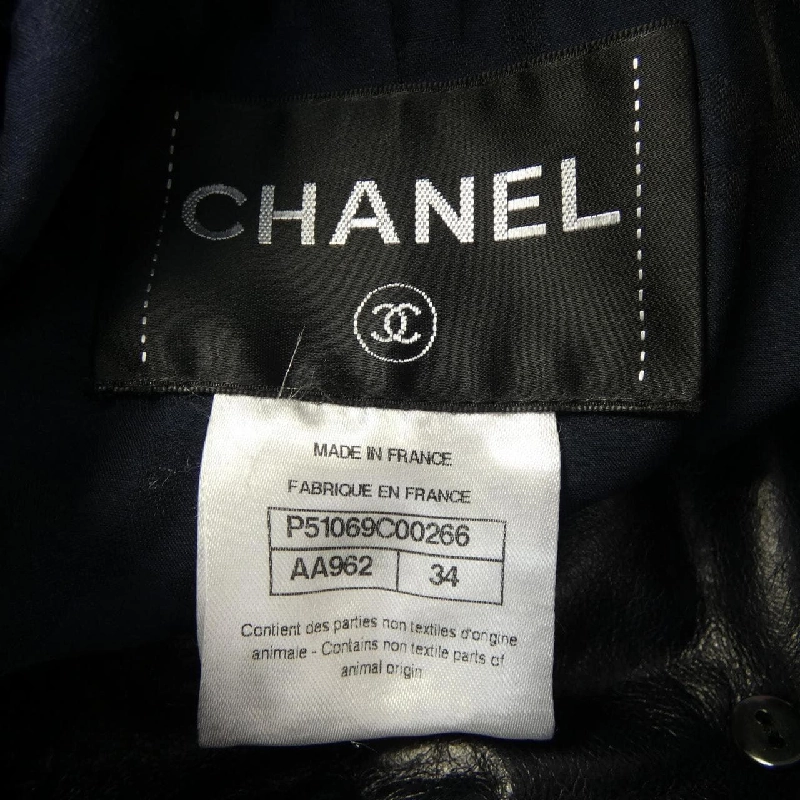 CHANEL
MADE IN FRANCE
FABRIQUE EN FRANCE
P51069C00266
AA962 34
Contient des parties non textiles d'origine
animale - Contains non textile parts of
animal origin